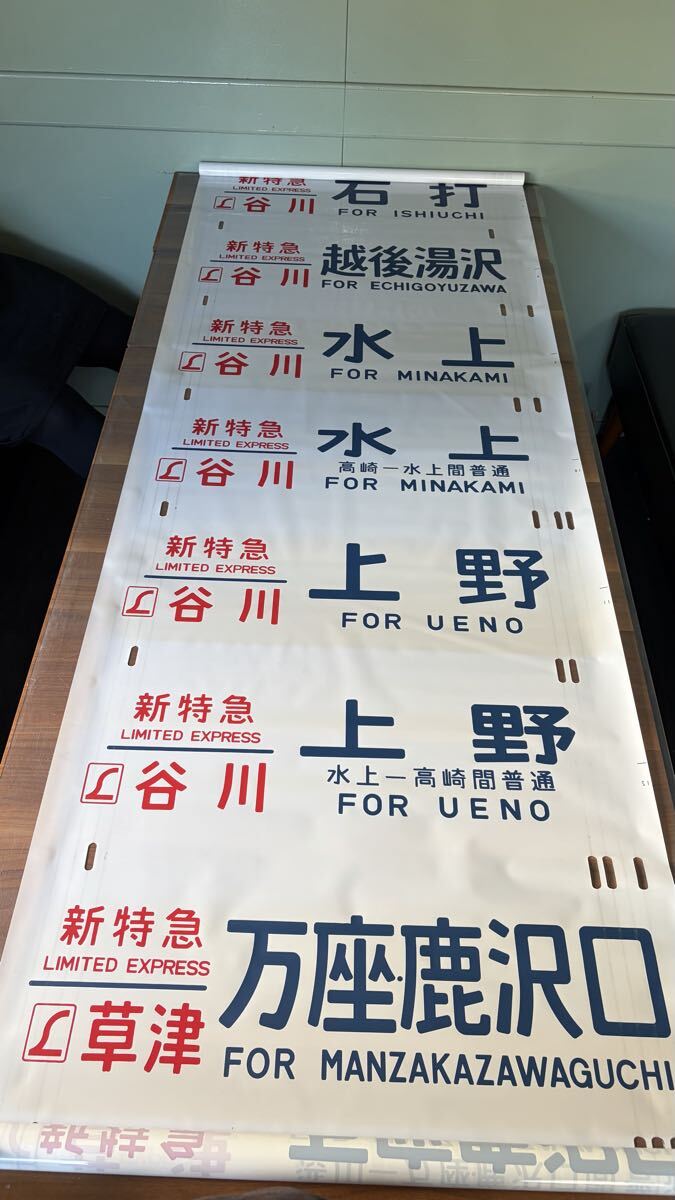 新特急
LIMITED EXPRESS
谷川
石打
FOR ISHIUCHI
新特急
LIMITED EXPRESS
谷川
越後湯沢
FOR ECHIGOYUZAWA
新特急
LIMITED EXPRESS
谷川
水上
FOR MINAKAMI
新特急
LIMITED EXPRESS
谷川
水上
高崎ー水上間普通
FOR MINAKAMI
新特急
LIMITED EXPRESS
谷川
上野
FOR UENO
新特急
LIMITED EXPRESS
谷川
上野
水上ー高崎間普通
FOR UENO
新特急
LIMITED EXPRESS
草津
万座・鹿沢口
FOR MANZAKAZAWAGUCHI